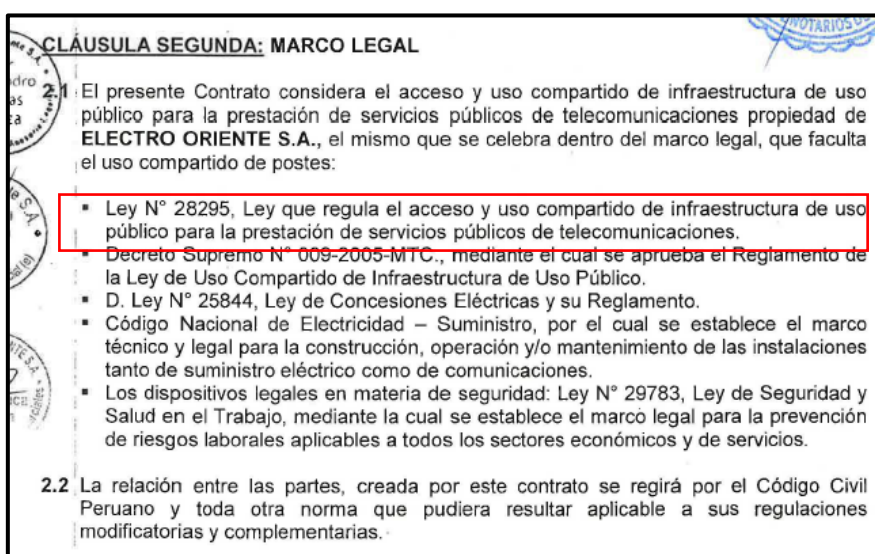 NOTARIOS DE
CLÁUSULA SEGUNDA: MARCO LEGAL
2.1 El presente Contrato considera el acceso y uso compartido de infraestructura de uso
público para la prestación de servicios públicos de telecomunicaciones propiedad de
ELECTRO ORIENTE S.A., el mismo que se celebra dentro del marco legal, que faculta
el uso compartido de postes:
▪ Ley N° 28295, Ley que regula el acceso y uso compartido de infraestructura de uso
público para la prestación de servicios públicos de telecomunicaciones.
▪ Decreto Supremo N° 009-2005-MTC., mediante el cual se aprueba el Reglamento de
la Ley de Uso Compartido de Infraestructura de Uso Público.
▪ D. Ley N° 25844, Ley de Concesiones Eléctricas y su Reglamento.
▪ Código Nacional de Electricidad – Suministro, por el cual se establece el marco
técnico y legal para la construcción, operación y/o mantenimiento de las instalaciones
tanto de suministro eléctrico como de comunicaciones.
▪ Los dispositivos legales en materia de seguridad: Ley N° 29783, Ley de Seguridad y
Salud en el Trabajo, mediante la cual se establece el marco legal para la prevención
de riesgos laborales aplicables a todos los sectores económicos y de servicios.
2.2 La relación entre las partes, creada por este contrato se regirá por el Código Civil
Peruano y toda otra norma que pudiera resultar aplicable a sus regulaciones
modificatorias y complementarias.